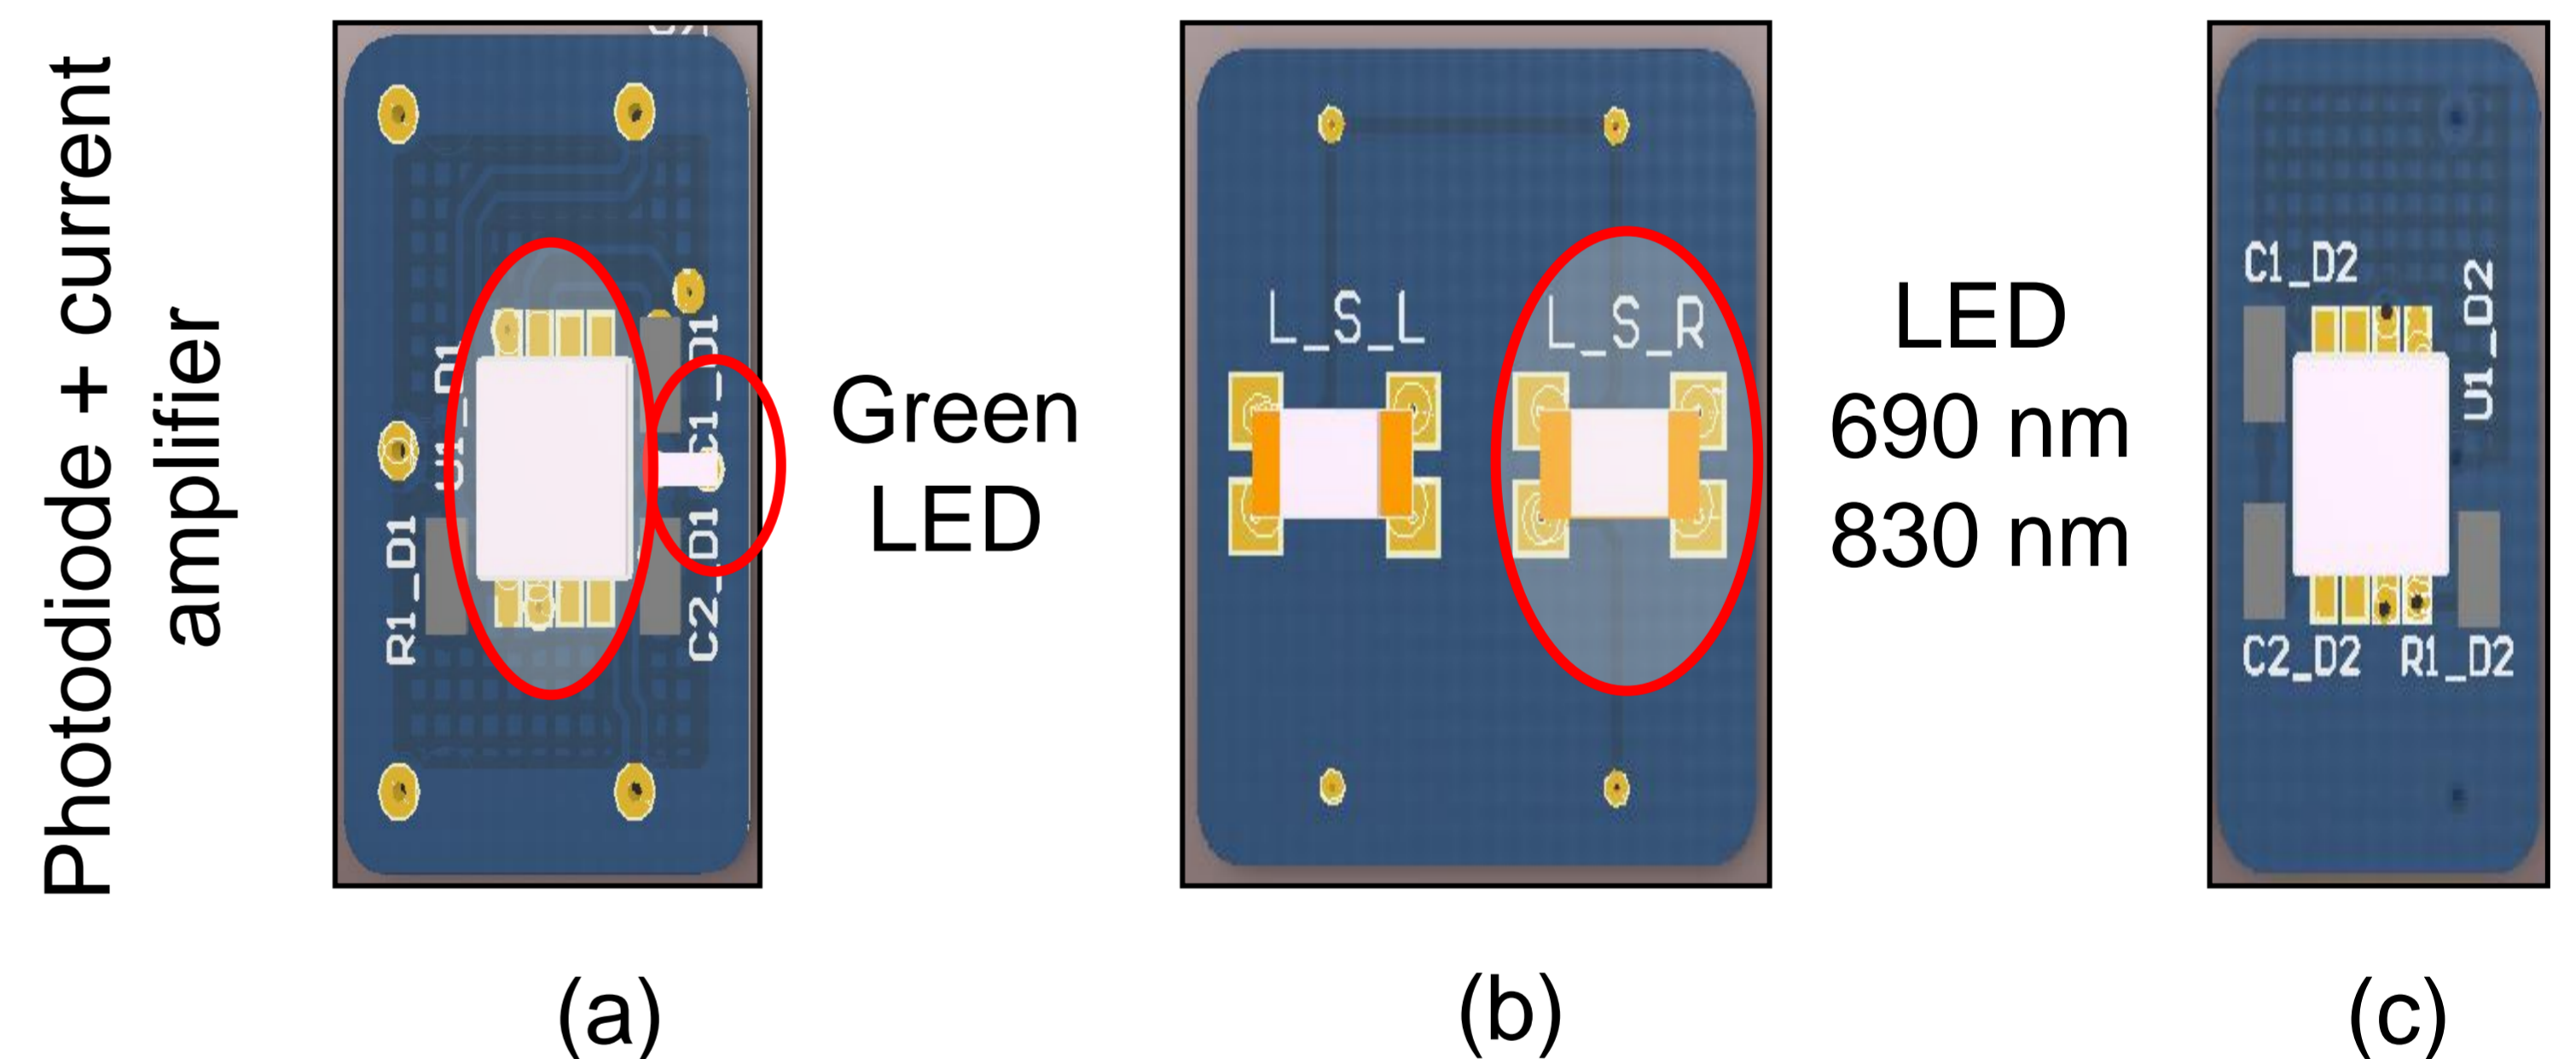 Photodiode + current
amplifier
U1_D1
R1_D1
C1_D1
C2_D1
Green
LED
L_S_L
L_S_R
LED
690 nm
830 nm
C1_D2
U1_D2
C2_D2
R1_D2
(a)
(b)
(c)